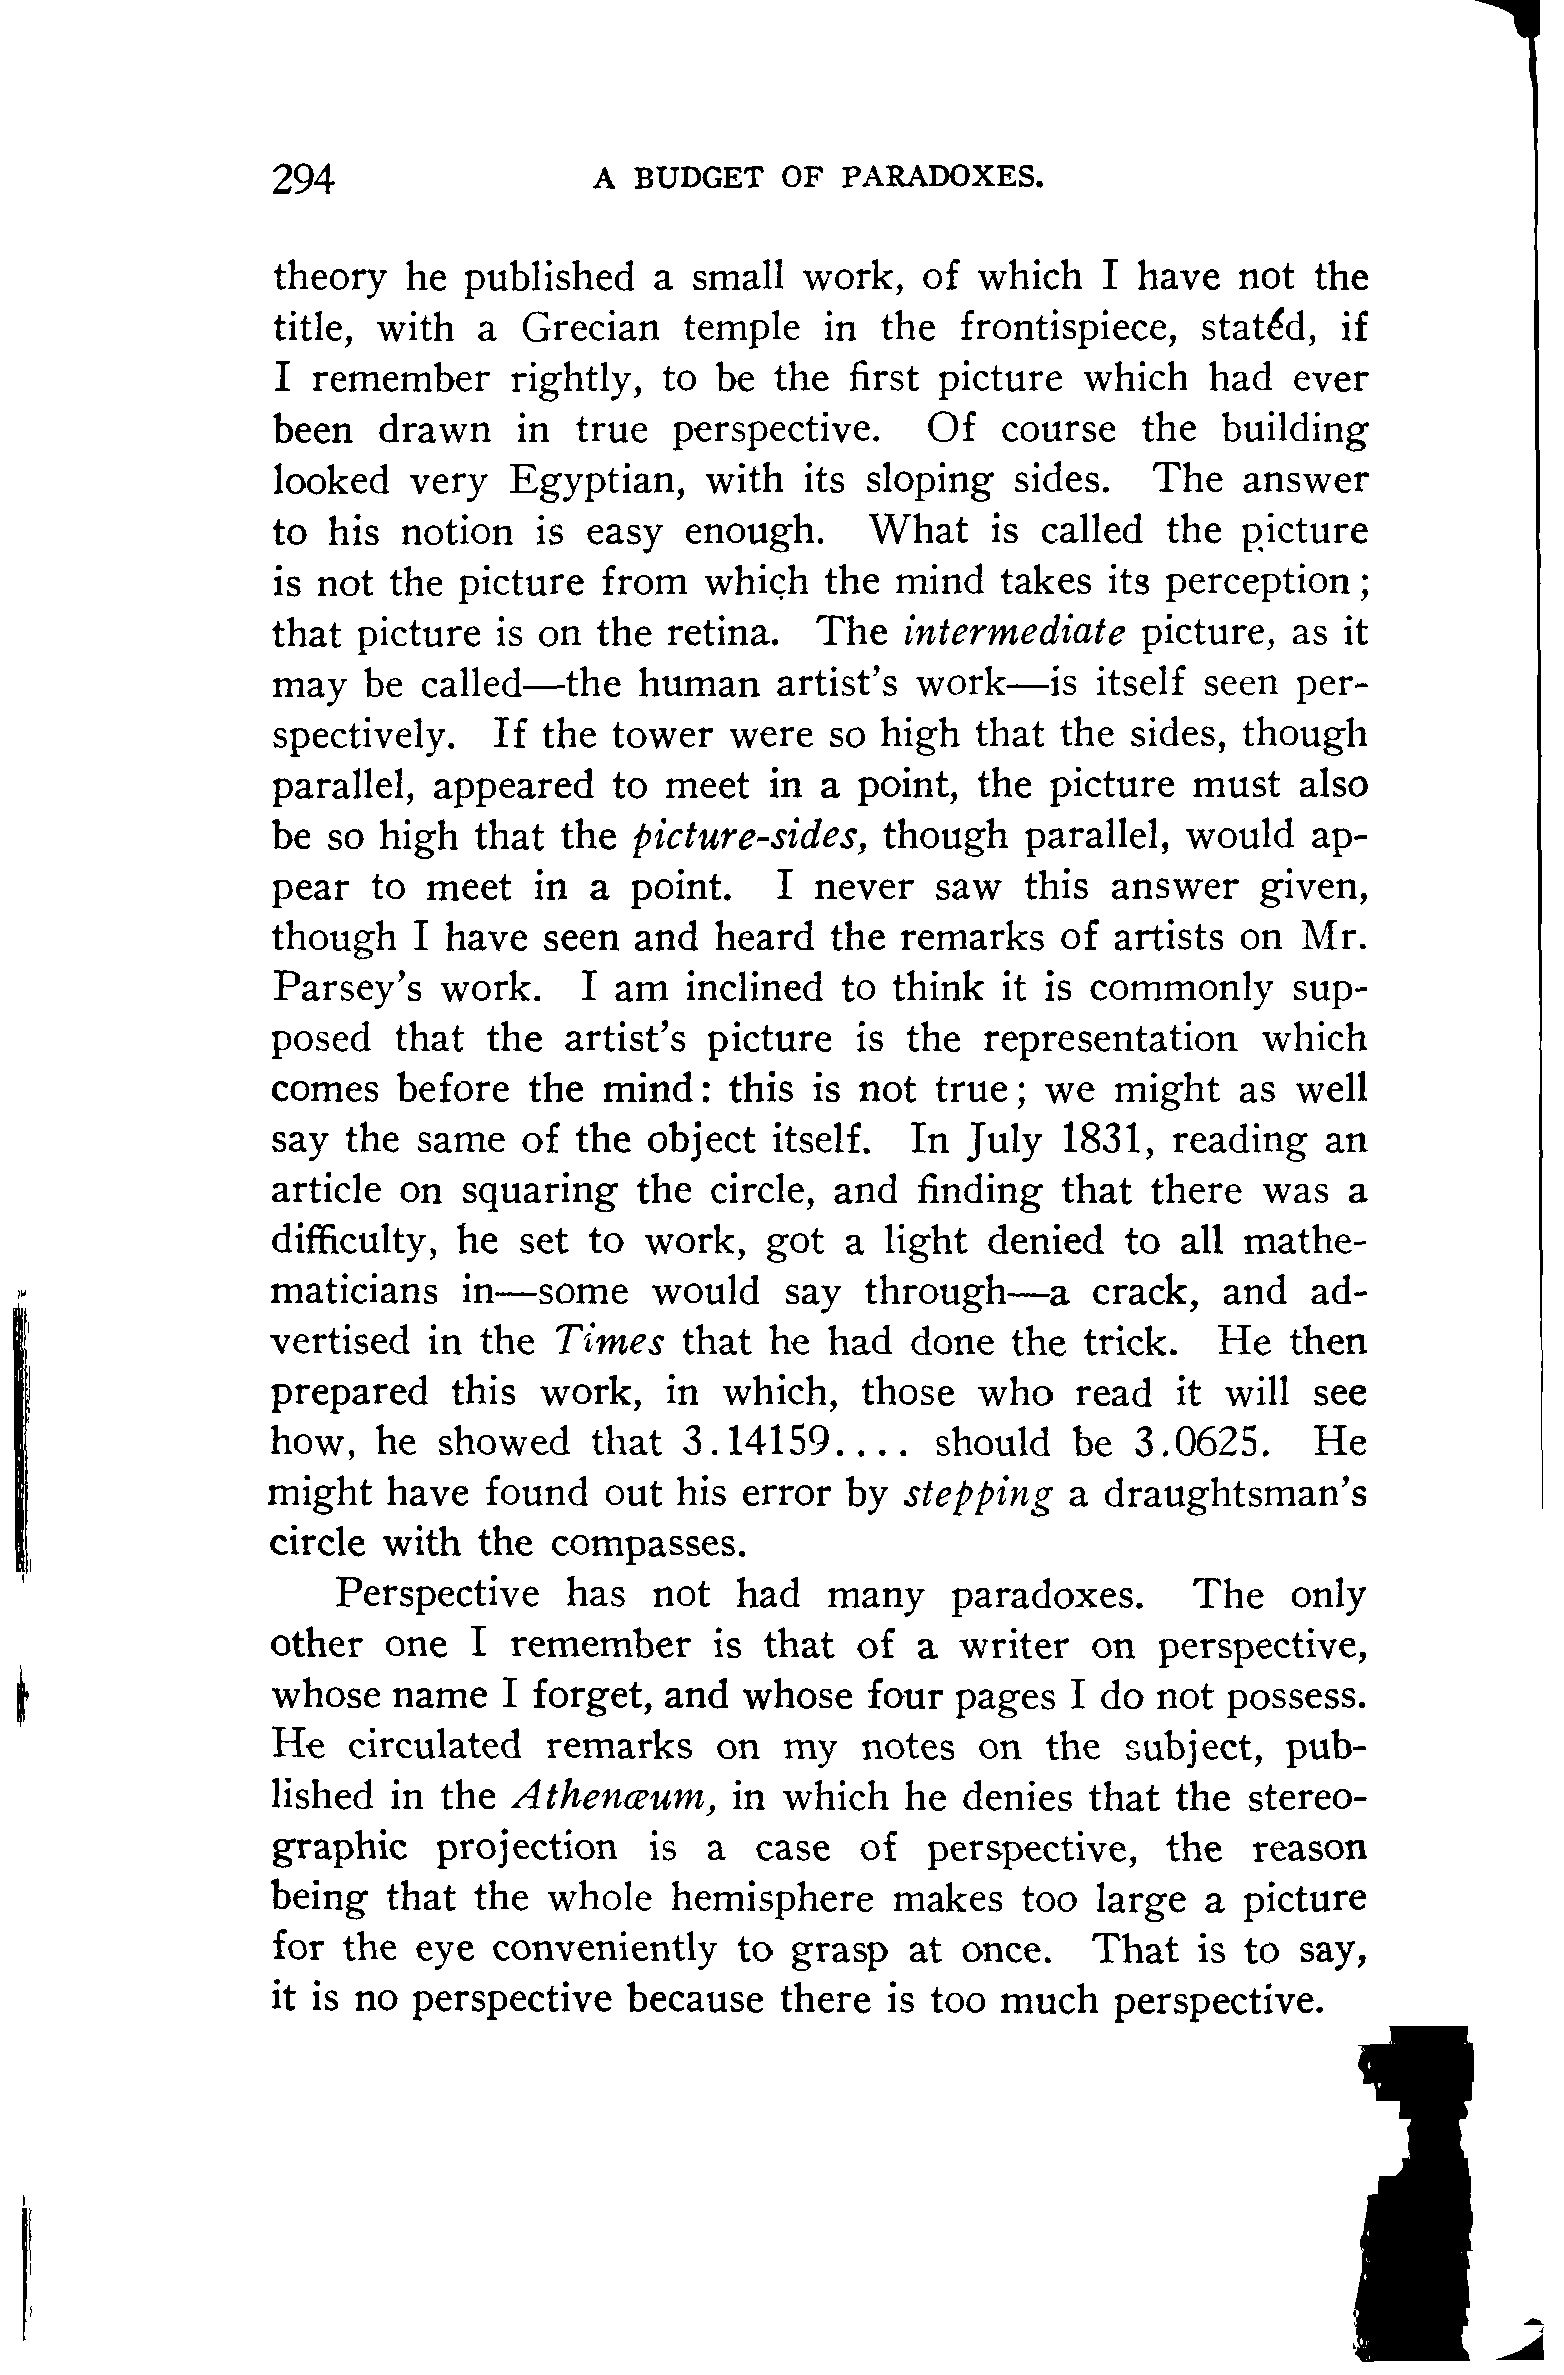 294 A BUDGET OF PARADOXES.
theory he published a small work, of which I have not the
title, with a Grecian temple in the frontispiece, statéd, if
I remember rightly, to be the first picture which had ever
been drawn in true perspective. Of course the building
looked very Egyptian, with its sloping sides. The answer
to his notion is easy enough. What is called the picture
is not the picture from which the mind takes its perception;
that picture is on the retina. The intermediate picture, as it
may be called—the human artist's work—is itself seen per-
spectively. If the tower were so high that the sides, though
parallel, appeared to meet in a point, the picture must also
be so high that the picture-sides, though parallel, would ap-
pear to meet in a point. I never saw this answer given,
though I have seen and heard the remarks of artists on Mr.
Parsey's work. I am inclined to think it is commonly sup-
posed that the artist's picture is the representation which
comes before the mind: this is not true; we might as well
say the same of the object itself. In July 1831, reading an
article on squaring the circle, and finding that there was a
difficulty, he set to work, got a light denied to all mathe-
maticians in—some would say through—a crack, and ad-
vertised in the Times that he had done the trick. He then
prepared this work, in which, those who read it will see
how, he showed that 3.14159.... should be 3.0625. He
might have found out his error by stepping a draughtsman's
circle with the compasses.
Perspective has not had many paradoxes. The only
other one I remember is that of a writer on perspective,
whose name I forget, and whose four pages I do not possess.
He circulated remarks on my notes on the subject, pub-
lished in the Athenæum, in which he denies that the stereo-
graphic projection is a case of perspective, the reason
being that the whole hemisphere makes too large a picture
for the eye conveniently to grasp at once. That is to say,
it is no perspective because there is too much perspective.